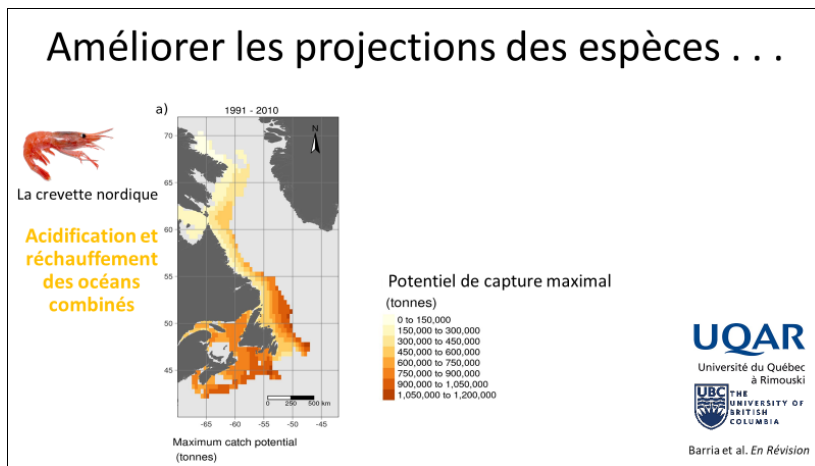 Améliorer les projections des espèces . . .
a)
1991 - 2010
N
70
65
60
55
50
45
-65 -60 -55 -50 -45
0 250 500 km
Maximum catch potential
(tonnes)
La crevette nordique
Acidification et
réchauffement
des océans
combinés
Potentiel de capture maximal
(tonnes)
0 to 150,000
150,000 to 300,000
300,000 to 450,000
450,000 to 600,000
600,000 to 750,000
750,000 to 900,000
900,000 to 1,050,000
1,050,000 to 1,200,000
UQAR
Université du Québec
à Rimouski
UBC
THE
UNIVERSITY OF
BRITISH
COLUMBIA
Barria et al. En Révision